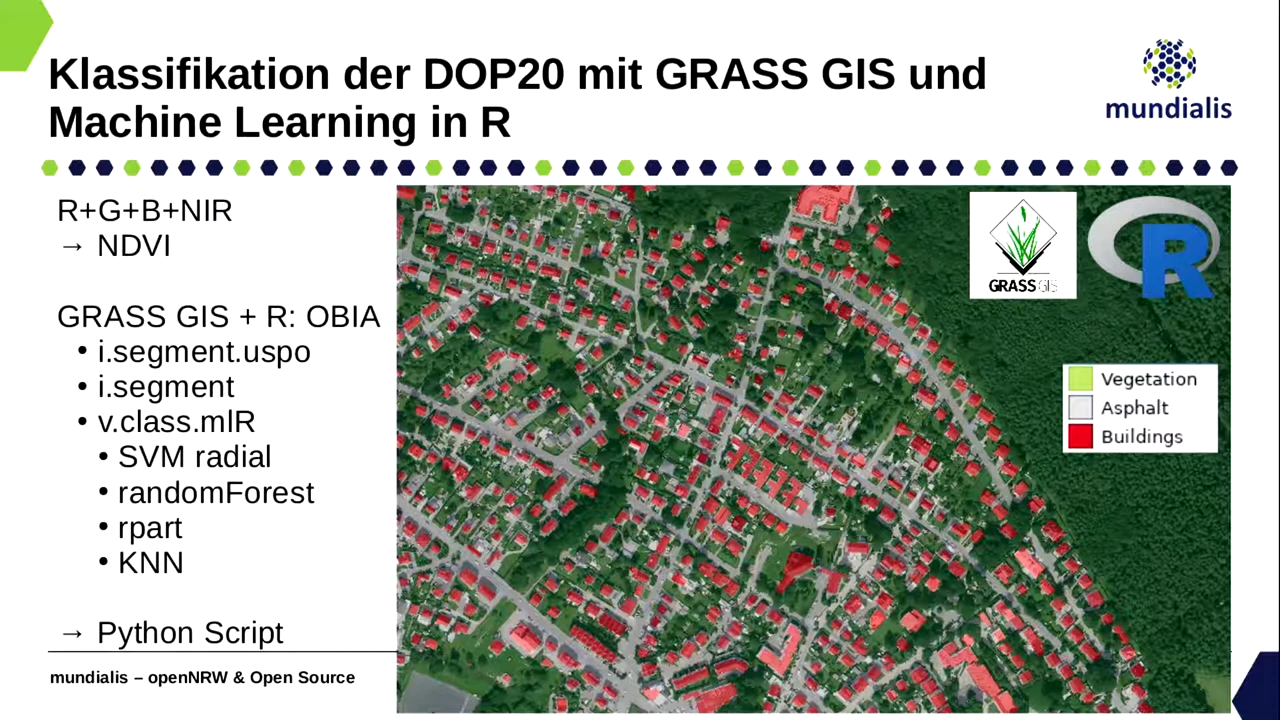 Klassifikation der DOP20 mit GRASS GIS und
Machine Learning in R
mundialis
R+G+B+NIR
→ NDVI
GRASS GIS + R: OBIA
• i.segment.uspo
• i.segment
• v.class.mlR
• SVM radial
• randomForest
• rpart
• KNN
→ Python Script
GRASS GIS
R
Vegetation
Asphalt
Buildings
mundialis – openNRW & Open Source